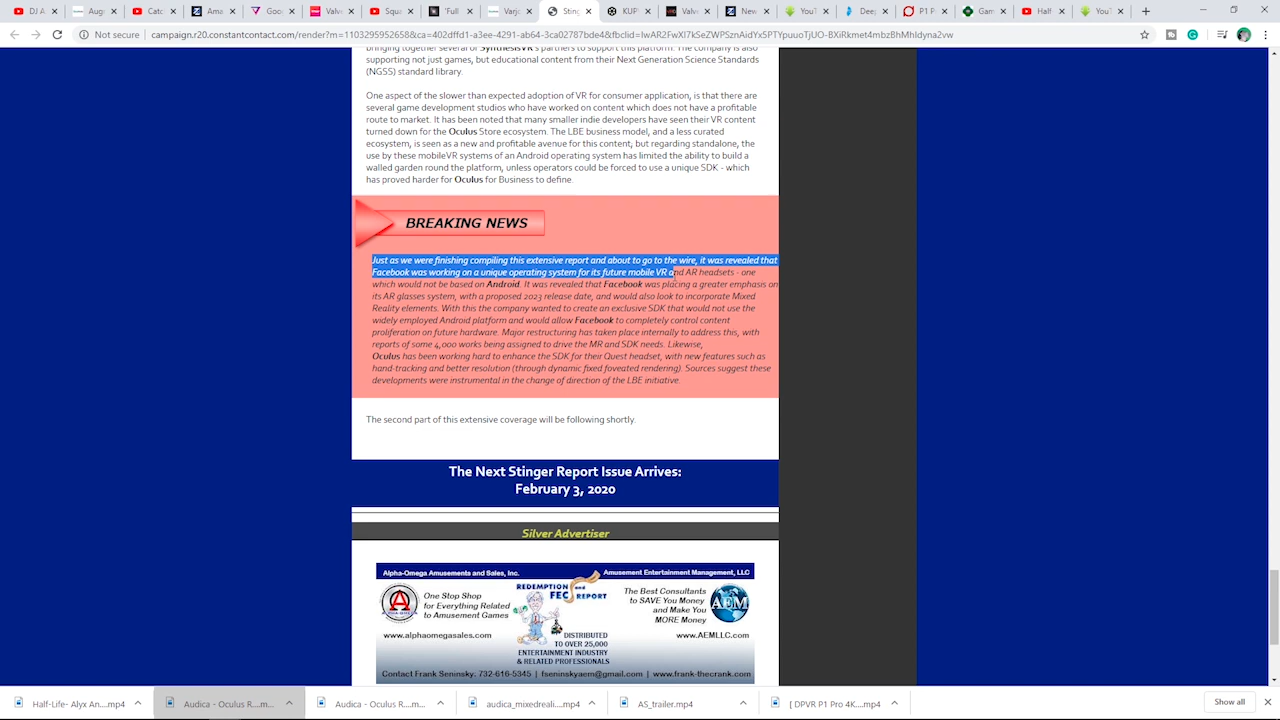 DJ A
Catc
Ama
Goo
Valv
Squ
'Full
Varjo
Stin
KUP
Valv
Nev
YouT
Dee
P1 P
Gam
Half
YouT
Not secure
campaign.r20.constantcontact.com/render?m=1103295952658&ca=402dffd1-a3ee-4291-ab64-3ca02787bde4&fbclid=IwAR2FwXI7kSeZWPSznAidYx5PTYpuuoTjUO-BXiRkmet4mbzBhMhldyna2vw
bringing together several of SynthesisVR's partners to support this platform. The company is also
supporting not just games, but educational content from their Next Generation Science Standards
(NGSS) standard library.
One aspect of the slower than expected adoption of VR for consumer application, is that there are
several game development studios who have worked on content which does not have a profitable
route to market. It has been noted that many smaller indie developers have seen their VR content
turned down for the Oculus Store ecosystem. The LBE business model, and a less curated
ecosystem, is seen as a new and profitable avenue for this content; but regarding standalone, the
use by these mobileVR systems of an Android operating system has limited the ability to build a
walled garden round the platform, unless operators could be forced to use a unique SDK - which
has proved harder for Oculus for Business to define.
BREAKING NEWS
Just as we were finishing compiling this extensive report and about to go to the wire, it was revealed that
Facebook was working on a unique operating system for its future mobile VR and AR headsets - one
which would not be based on Android. It was revealed that Facebook was placing a greater emphasis on
its AR glasses system, with a proposed 2023 release date, and would also look to incorporate Mixed
Reality elements. With this the company wanted to create an exclusive SDK that would not use the
widely employed Android platform and would allow Facebook to completely control content
proliferation on future hardware. Major restructuring has taken place internally to address this, with
reports of some 4,000 works being assigned to drive the MR and SDK needs. Likewise,
Oculus has been working hard to enhance the SDK for their Quest headset, with new features such as
hand-tracking and better resolution (through dynamic fixed foveated rendering). Sources suggest these
developments were instrumental in the change of direction of the LBE initiative.
The second part of this extensive coverage will be following shortly.
The Next Stinger Report Issue Arrives:
February 3, 2020
Silver Advertiser
Alpha-Omega Amusements and Sales, Inc.
Amusement Entertainment Management, LLC
One Stop Shop
for Everything Related
to Amusement Games
www.alphaomegasales.com
REDEMPTION and
FEC REPORT
DISTRIBUTED
TO OVER 25,000
ENTERTAINMENT INDUSTRY
& RELATED PROFESSIONALS
The Best Consultants
to SAVE You Money
and Make You
MORE Money
AEM
www.AEMLLC.com
Contact Frank Seninsky. 732-616-5345 | fseninskyaem@gmail.com | www.frank-thecrank.com
Half-Life- Alyx An....mp4
Audica - Oculus R....m...
Audica - Oculus R....m...
audica_mixedreali....mp4
AS_trailer.mp4
[ DPVR P1 Pro 4K....mp4
Show all